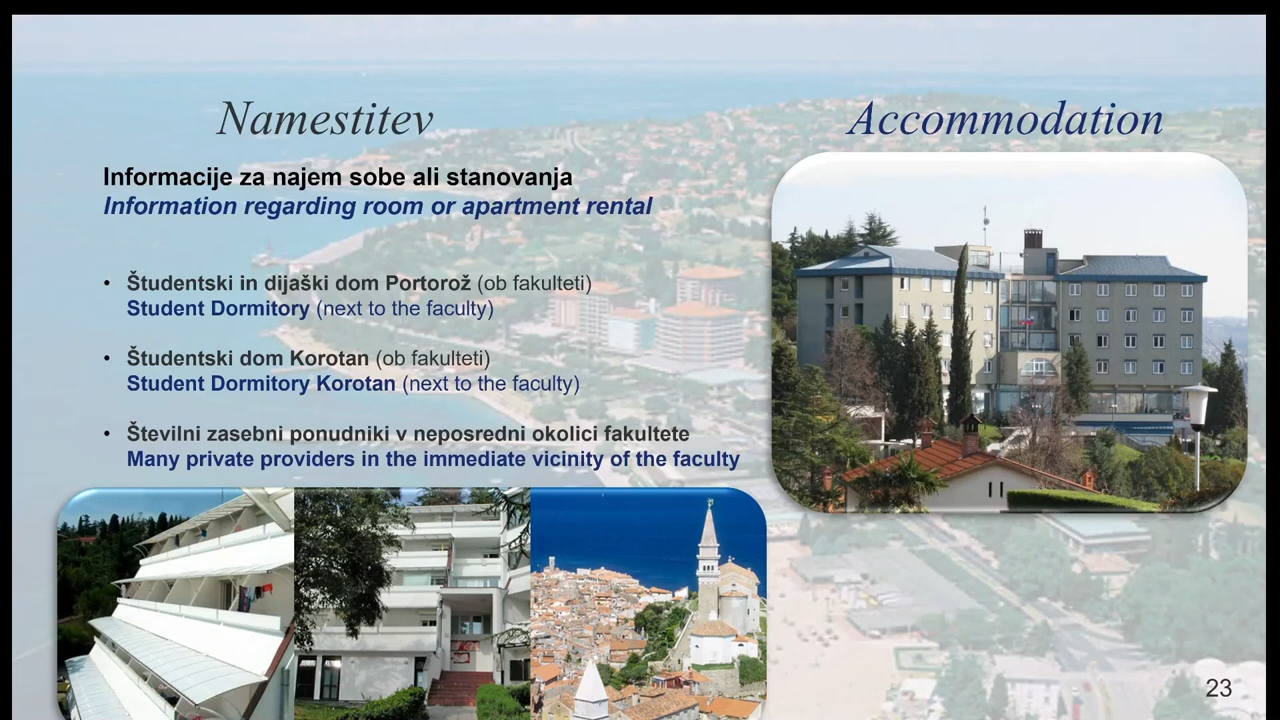 Namestitev
Accommodation
Informacije za najem sobe ali stanovanja
Information regarding room or apartment rental
• Študentski in dijaški dom Portorož (ob fakulteti)
Student Dormitory (next to the faculty)
• Študentski dom Korotan (ob fakulteti)
Student Dormitory Korotan (next to the faculty)
• Številni zasebni ponudniki v neposredni okolici fakultete
Many private providers in the immediate vicinity of the faculty
23